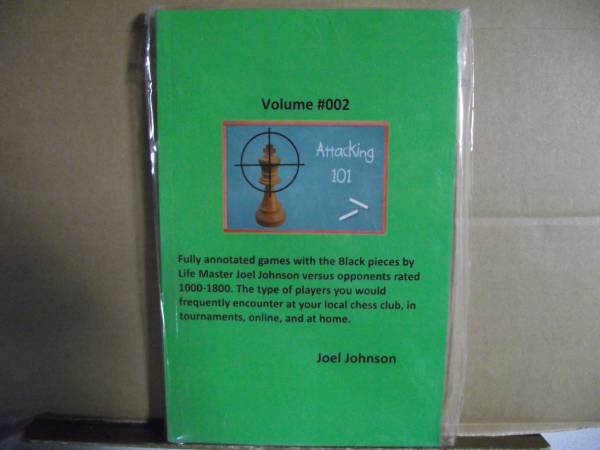 Volume #002
Attacking
101
Fully annotated games with the Black pieces by
Life Master Joel Johnson versus opponents rated
1000-1800. The type of players you would
frequently encounter at your local chess club, in
tournaments, online, and at home.
Joel Johnson